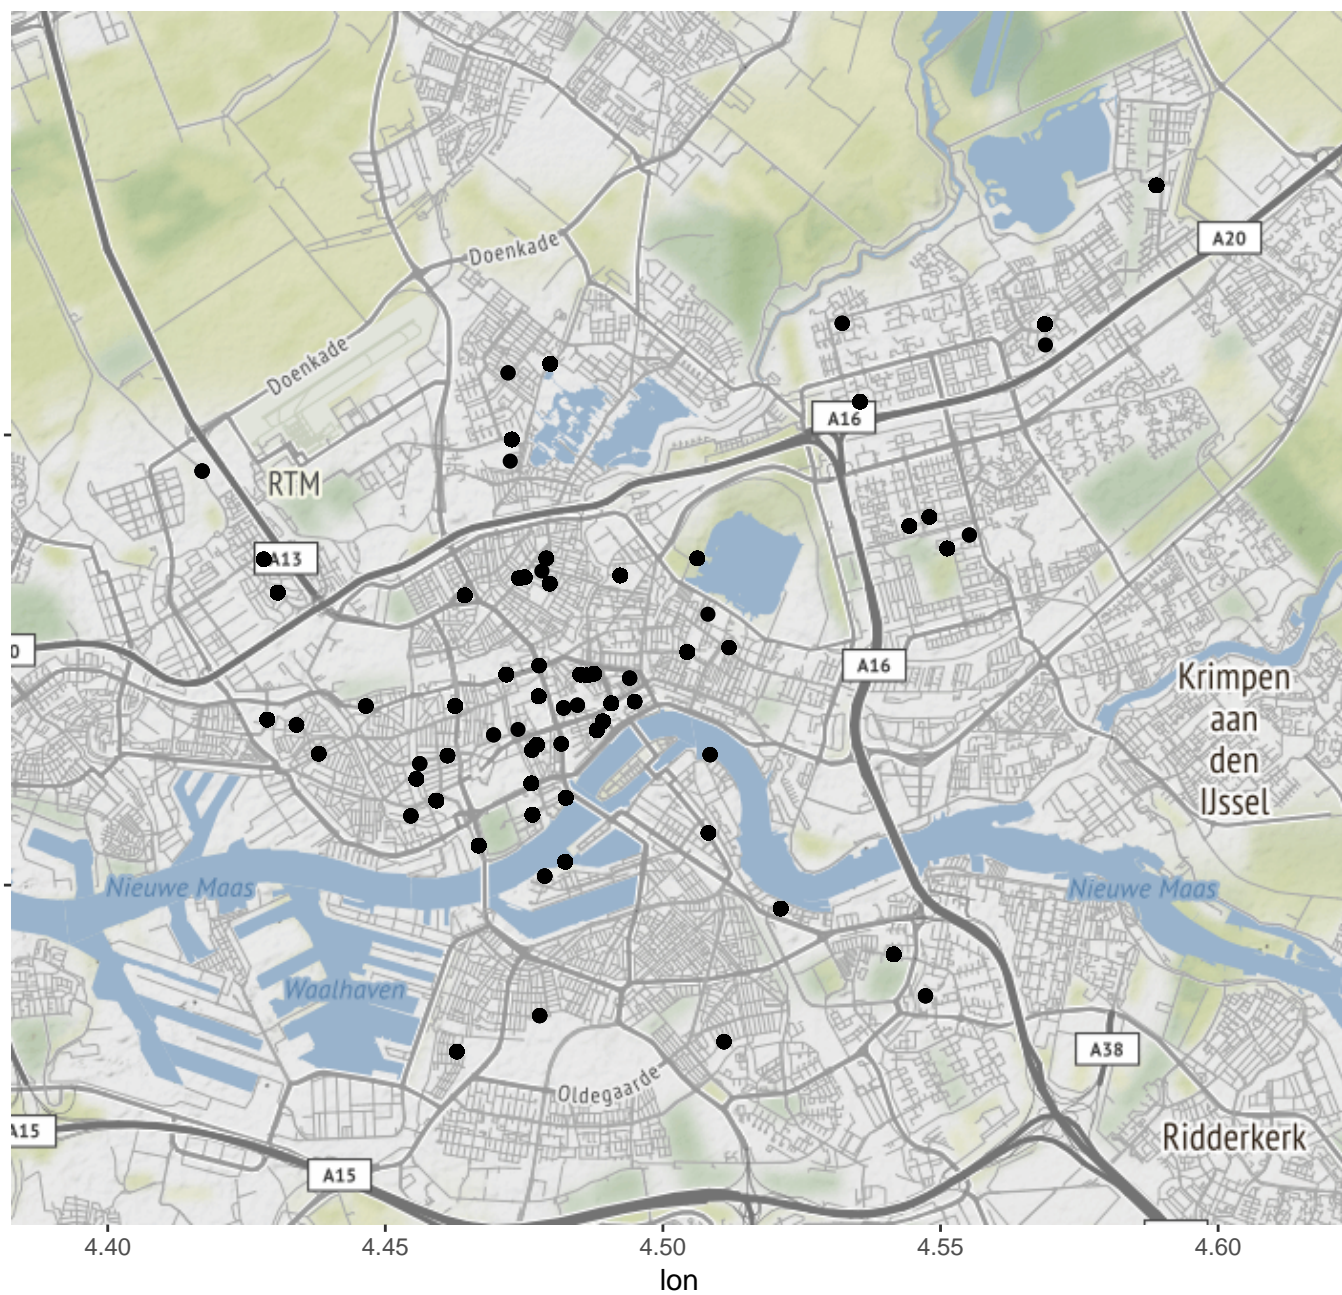 Doenkade
A20
Doenkade
A16
RTM
A13
0
A16
Krimpen
aan
den
IJssel
Nieuwe Maas
Nieuwe Maas
Waalhaven
A38
Oldegaarde
A15
Ridderkerk
A15
4.40
4.45
4.50
4.55
4.60
lon